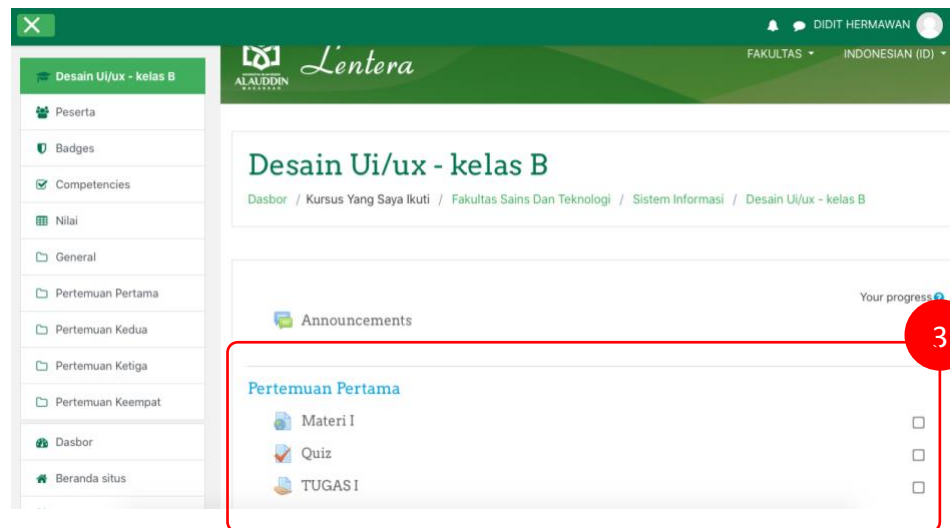 DIDIT HERMAWAN
Desain Ui/ux - kelas B
Peserta
Badges
Competencies
Nilai
General
Pertemuan Pertama
Pertemuan Kedua
Pertemuan Ketiga
Pertemuan Keempat
Dasbor
Beranda situs
ALAUDDIN
Lentera
FAKULTAS
INDONESIAN (ID)
Desain Ui/ux - kelas B
Dasbor / Kursus Yang Saya Ikuti / Fakultas Sains Dan Teknologi / Sistem Informasi / Desain Ui/ux - kelas B
Your progress
Announcements
3
Pertemuan Pertama
Materi I
Quiz
TUGAS I